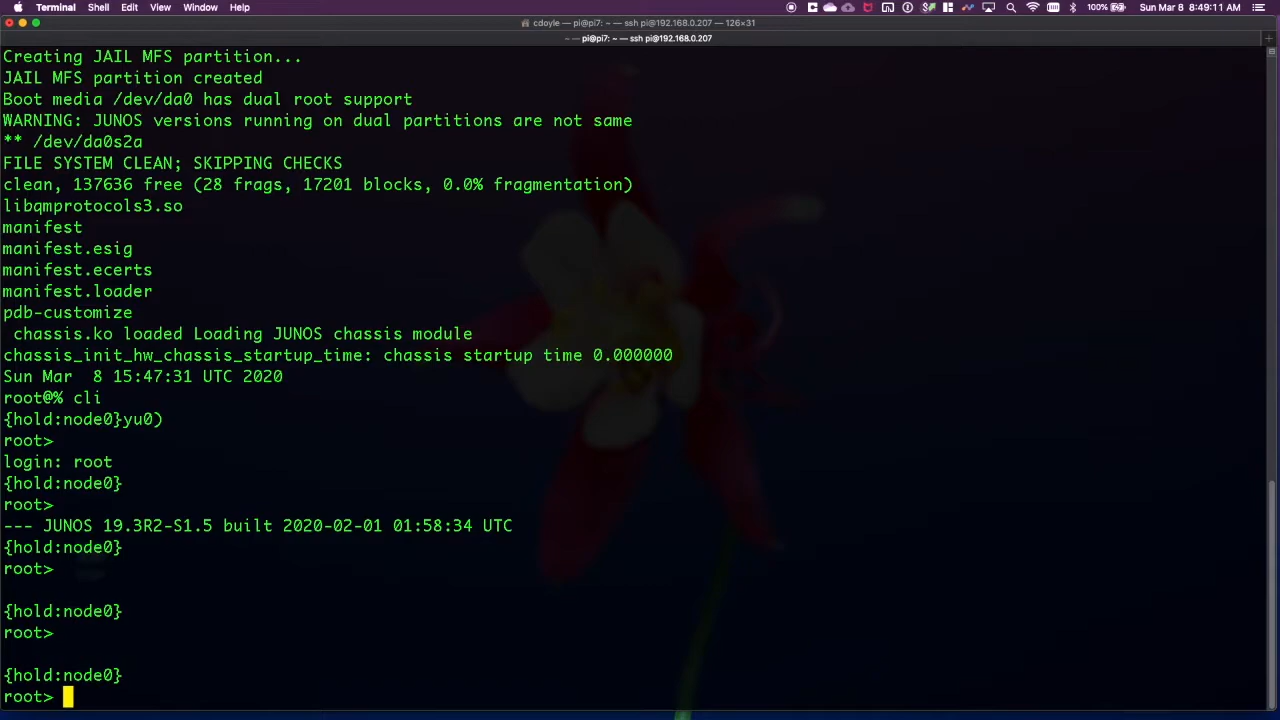 Terminal Shell Edit View Window Help 100% Sun Mar 8 8:49:11 AM
cdoyle — pi@pi7: ~ — ssh pi@192.168.0.207 — 126×31
~ — pi@pi7: ~ — ssh pi@192.168.0.207
Creating JAIL MFS partition...
JAIL MFS partition created
Boot media /dev/da0 has dual root support
WARNING: JUNOS versions running on dual partitions are not same
** /dev/da0s2a
FILE SYSTEM CLEAN; SKIPPING CHECKS
clean, 137636 free (28 frags, 17201 blocks, 0.0% fragmentation)
libqmprotocols3.so
manifest
manifest.esig
manifest.ecerts
manifest.loader
pdb-customize
chassis.ko loaded Loading JUNOS chassis module
chassis_init_hw_chassis_startup_time: chassis startup time 0.000000
Sun Mar  8 15:47:31 UTC 2020
root@% cli
{hold:node0}yu0)
root>
login: root
{hold:node0}
root>
--- JUNOS 19.3R2-S1.5 built 2020-02-01 01:58:34 UTC
{hold:node0}
root>
{hold:node0}
root>
{hold:node0}
root>